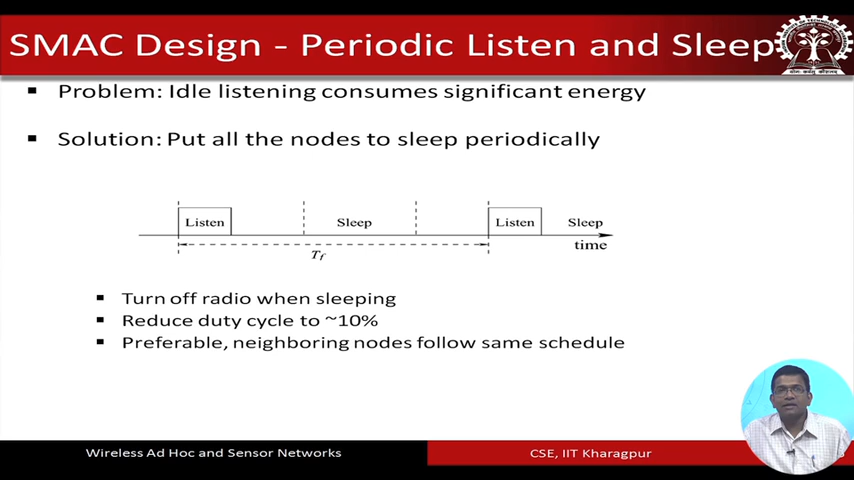 SMAC Design - Periodic Listen and Sleep
▪ Problem: Idle listening consumes significant energy
▪ Solution: Put all the nodes to sleep periodically
Listen Sleep Listen Sleep
time
Tf
▪ Turn off radio when sleeping
▪ Reduce duty cycle to ~10%
▪ Preferable, neighboring nodes follow same schedule
Wireless Ad Hoc and Sensor Networks CSE, IIT Kharagpur